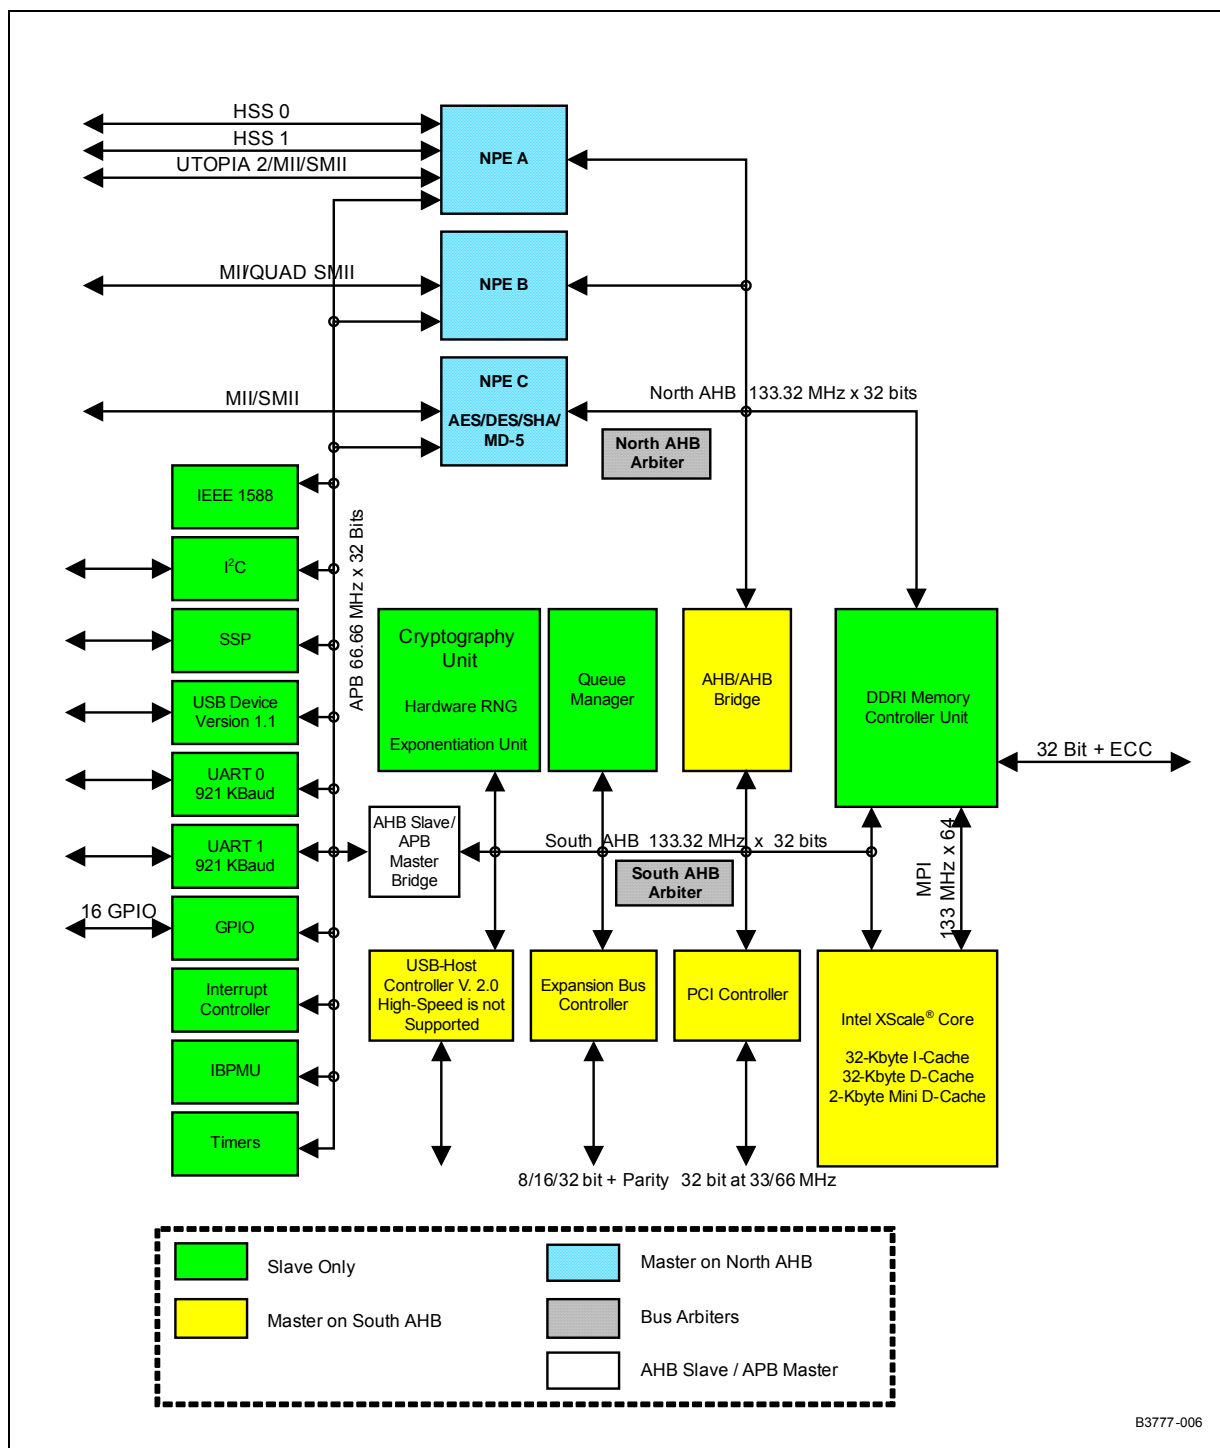 HSS 0
HSS 1
UTOPIA 2/MII/SMII
NPE A
MII/QUAD SMII
NPE B
MII/SMII
NPE C
AES/DES/SHA/
MD-5
North AHB 133.32 MHz x 32 bits
North AHB
Arbiter
IEEE 1588
I²C
SSP
USB Device
Version 1.1
UART 0
921 KBaud
UART 1
921 KBaud
16 GPIO
GPIO
Interrupt
Controller
IBPMU
Timers
APB 66.66 MHz x 32 Bits
Cryptography
Unit
Hardware RNG
Exponentiation Unit
Queue
Manager
AHB/AHB
Bridge
DDRI Memory
Controller Unit
32 Bit + ECC
AHB Slave/
APB
Master
Bridge
South AHB 133.32 MHz x 32 bits
South AHB
Arbiter
MPI
133 MHz x 64
USB-Host
Controller V. 2.0
High-Speed is not
Supported
Expansion Bus
Controller
PCI Controller
Intel XScale® Core
32-Kbyte I-Cache
32-Kbyte D-Cache
2-Kbyte Mini D-Cache
8/16/32 bit + Parity
32 bit at 33/66 MHz
Slave Only
Master on North AHB
Master on South AHB
Bus Arbiters
AHB Slave / APB Master
B3777-006